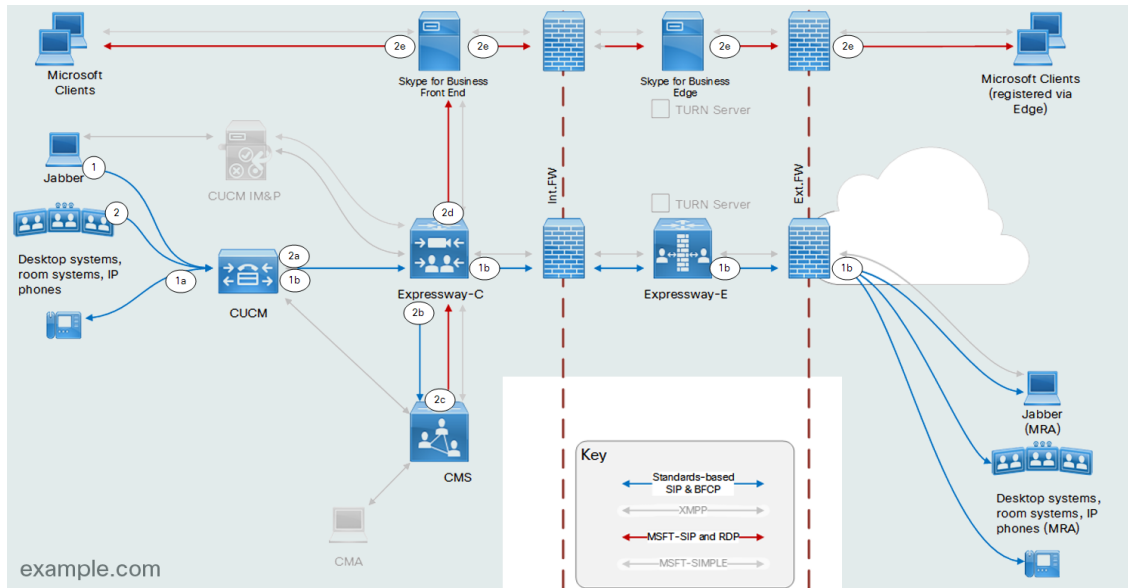 2e
2e
2e
2e
Microsoft
Clients
Skype for Business
Front End
Skype for Business
Edge
Microsoft Clients
(registered via
Edge)
TURN Server
Jabber
1
CUCM IM&P
Int.FW
Ext.FW
2
2d
TURN Server
Desktop systems,
room systems, IP
phones
1a
2a
1b
CUCM
Expressway-C
1b
Expressway-E
1b
1b
2b
2c
CMS
CMA
Jabber
(MRA)
Desktop systems,
room systems, IP
phones (MRA)
Key
Standards-based
SIP & BFCP
XMPP
MSFT-SIP and RDP
MSFT-SIMPLE
example.com